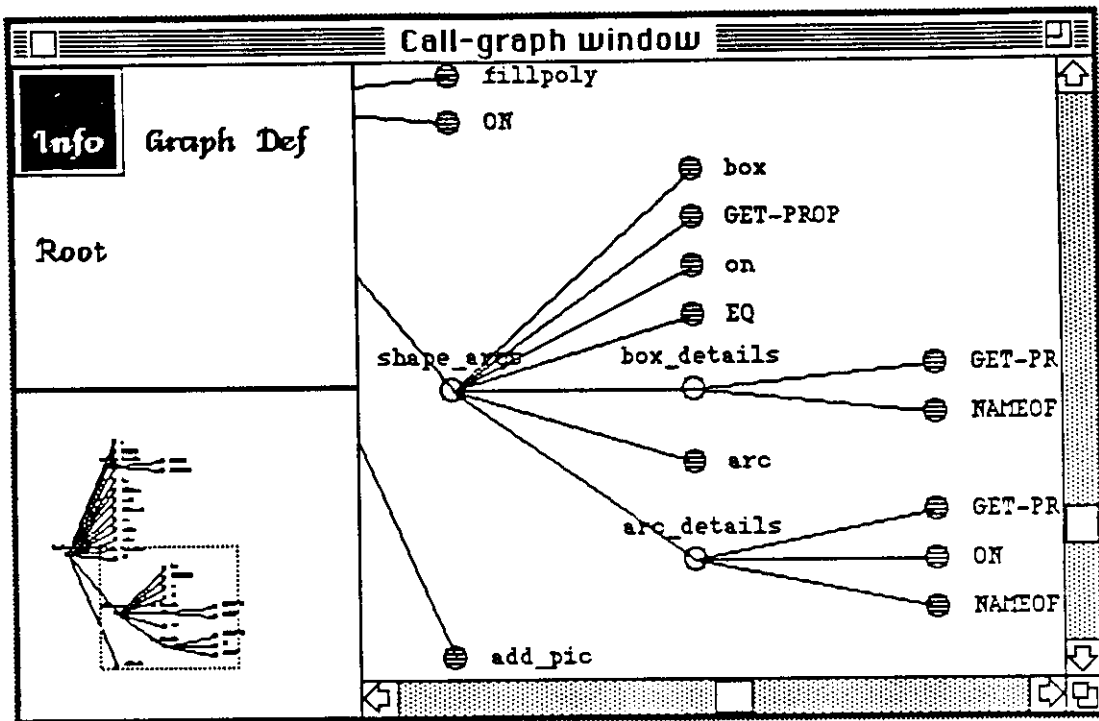 Call-graph window
Info Graph Def
Root
fillpoly
ON
box
GET-PROP
on
EQ
shape_arcs
box_details
GET-PR
NAMEOF
arc
GET-PR
arc_details
ON
NAMEOF
add_pic